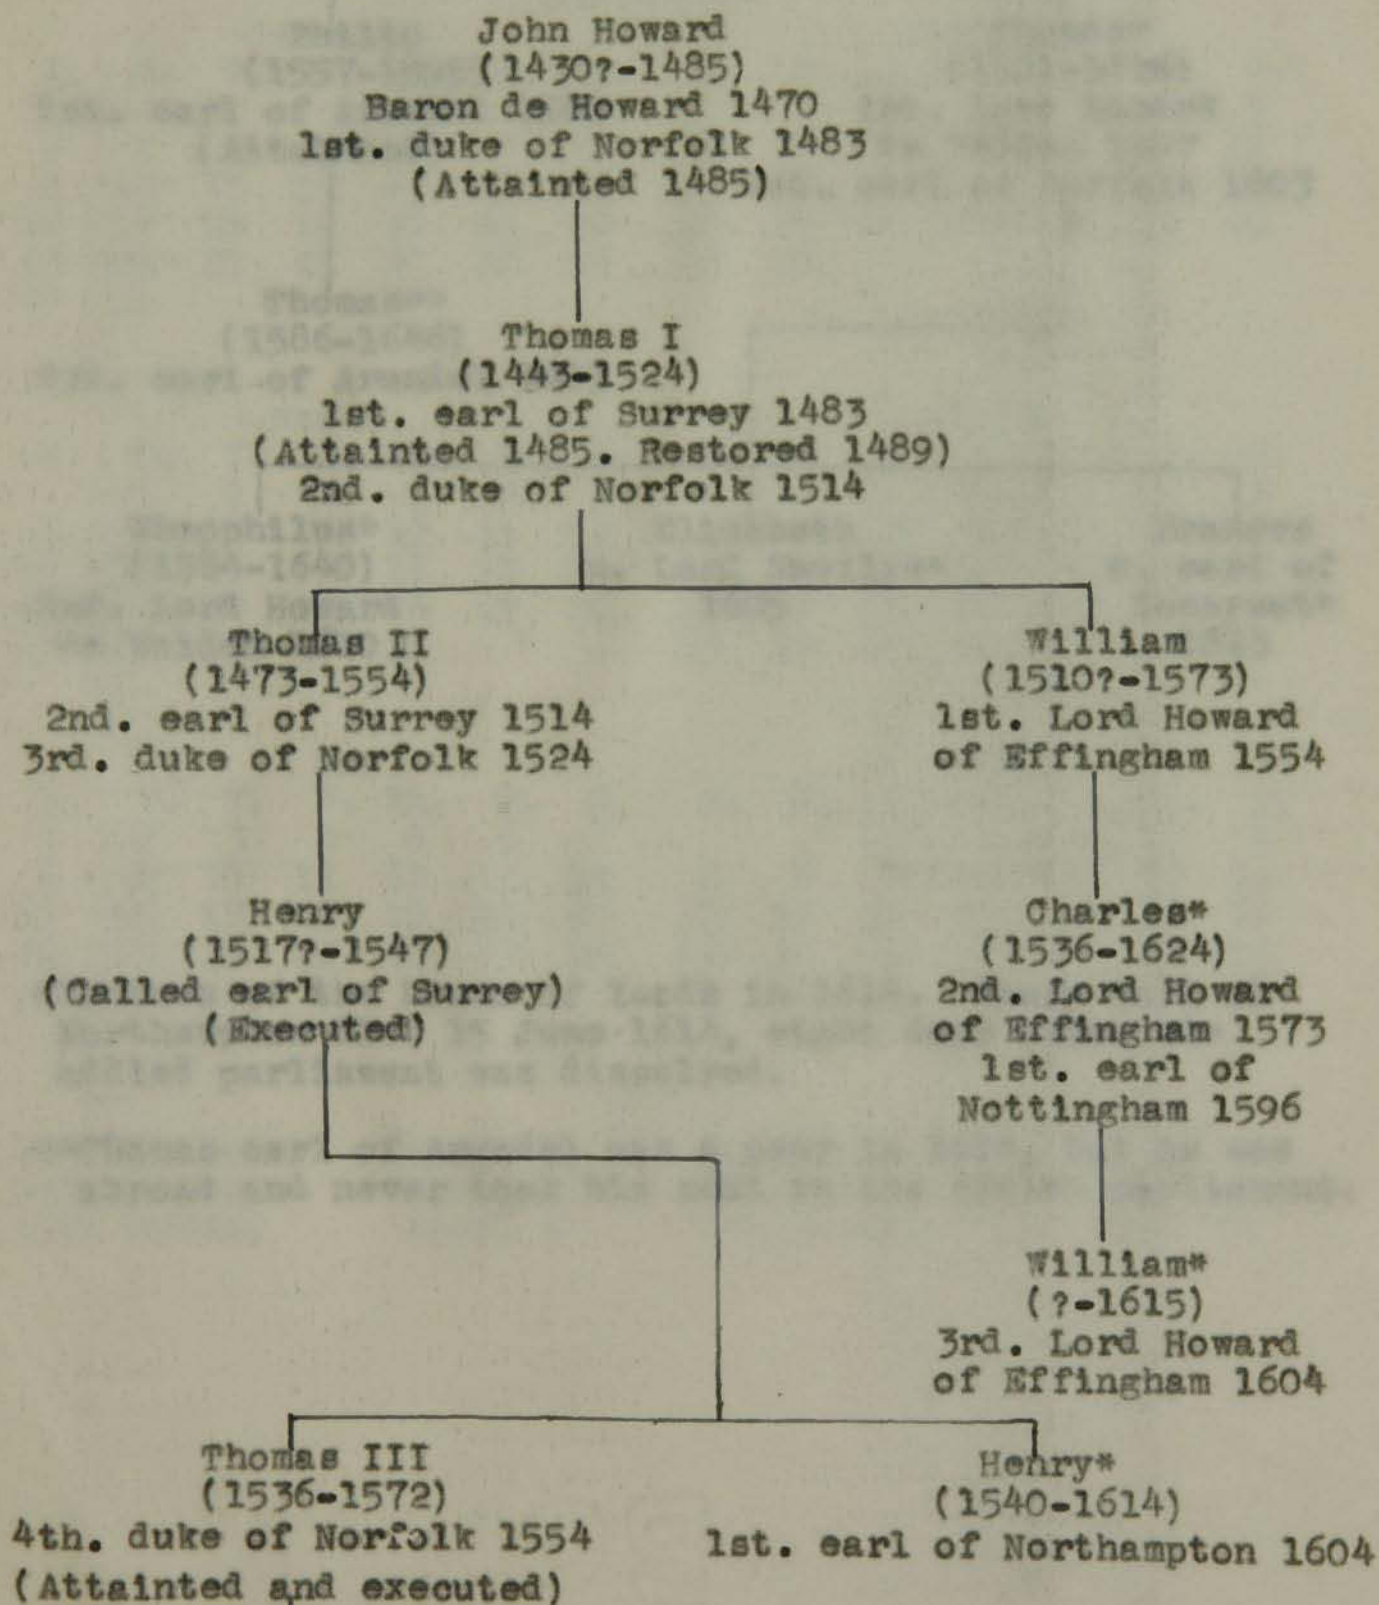 John Howard
(1430?-1485)
Baron de Howard 1470
1st. duke of Norfolk 1483
(Attainted 1485)
Thomas I
(1443-1524)
1st. earl of Surrey 1483
(Attainted 1485. Restored 1489)
2nd. duke of Norfolk 1514
Thomas II
(1473-1554)
2nd. earl of Surrey 1514
3rd. duke of Norfolk 1524
William
(1510?-1573)
1st. Lord Howard
of Effingham 1554
Henry
(1517?-1547)
(Called earl of Surrey)
(Executed)
Charles*
(1536-1624)
2nd. Lord Howard
of Effingham 1573
1st. earl of
Nottingham 1596
William*
(?-1615)
3rd. Lord Howard
of Effingham 1604
Thomas III
(1536-1572)
4th. duke of Norfolk 1554
(Attainted and executed)
Henry*
(1540-1614)
1st. earl of Northampton 1604